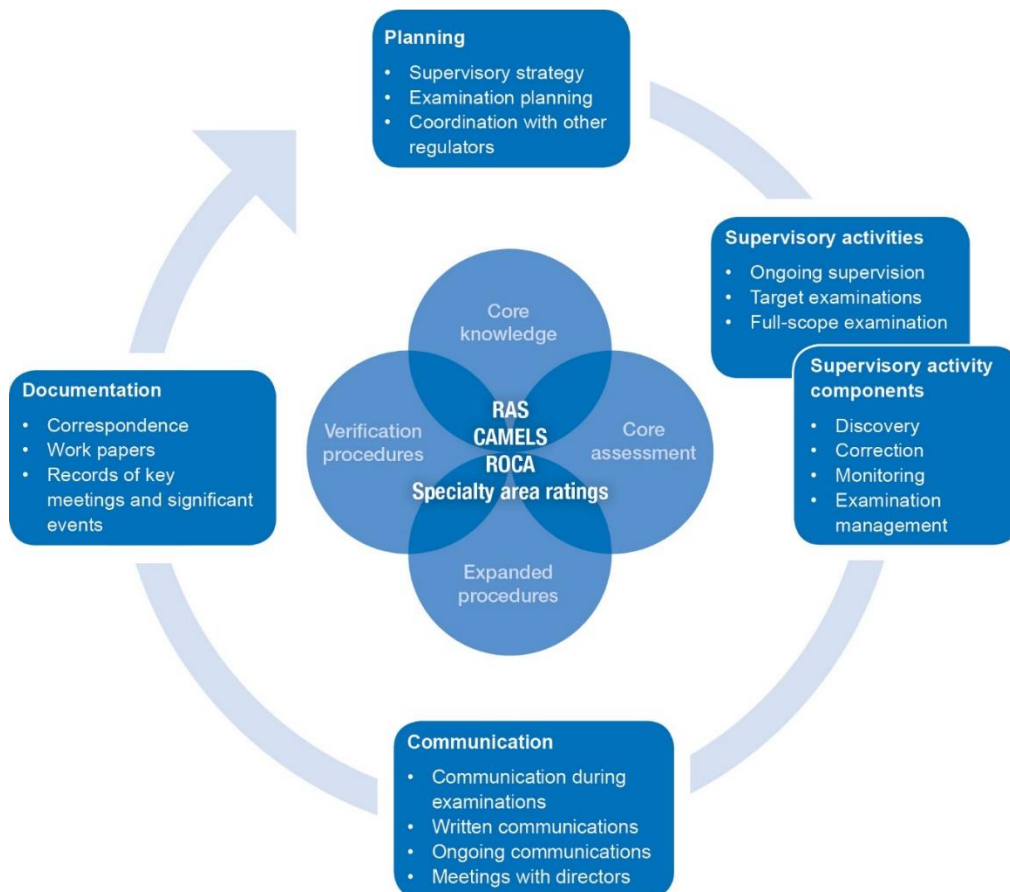 Planning
• Supervisory strategy
• Examination planning
• Coordination with other
regulators
Supervisory activities
• Ongoing supervision
• Target examinations
• Full-scope examination
Supervisory activity
components
• Discovery
• Correction
• Monitoring
• Examination
management
Communication
• Communication during
examinations
• Written communications
• Ongoing communications
• Meetings with directors
Documentation
• Correspondence
• Work papers
• Records of key
meetings and significant
events
Core
knowledge
Verification
procedures
RAS
CAMELS
ROCA
Specialty area ratings
Core
assessment
Expanded
procedures